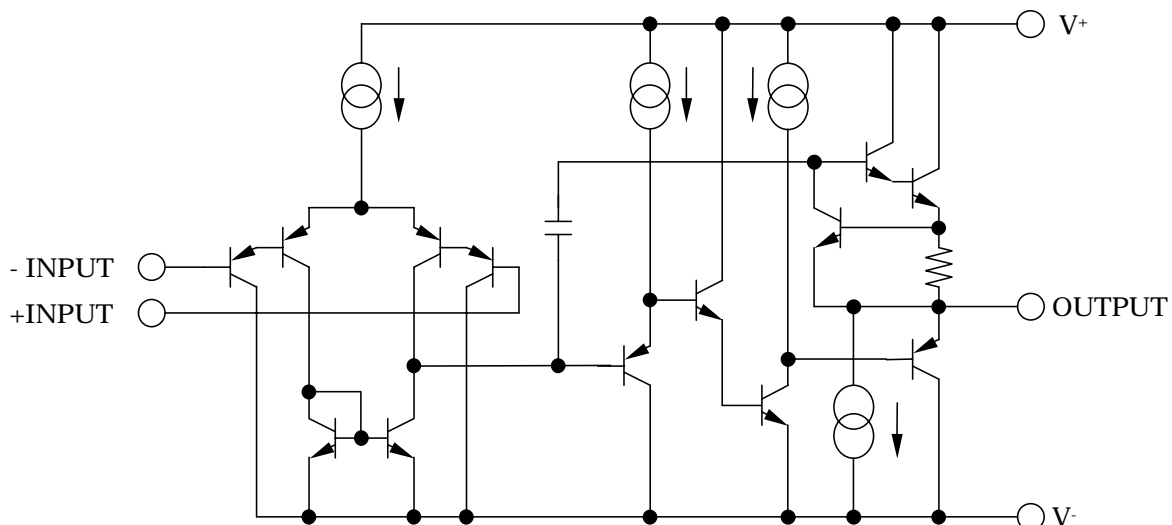 V+
- INPUT
+INPUT
OUTPUT
V-